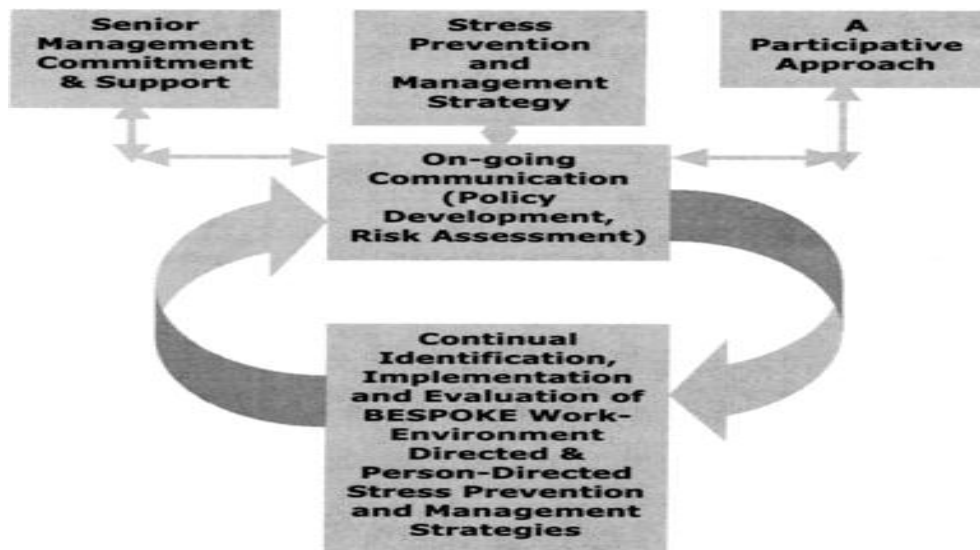 Senior
Management
Commitment
& Support
Stress
Prevention
and
Management
Strategy
A
Participative
Approach
On-going
Communication
(Policy
Development,
Risk Assessment)
Continual
Identification,
Implementation
and Evaluation of
BESPOKE Work-
Environment
Directed &
Person-Directed
Stress Prevention
and Management
Strategies